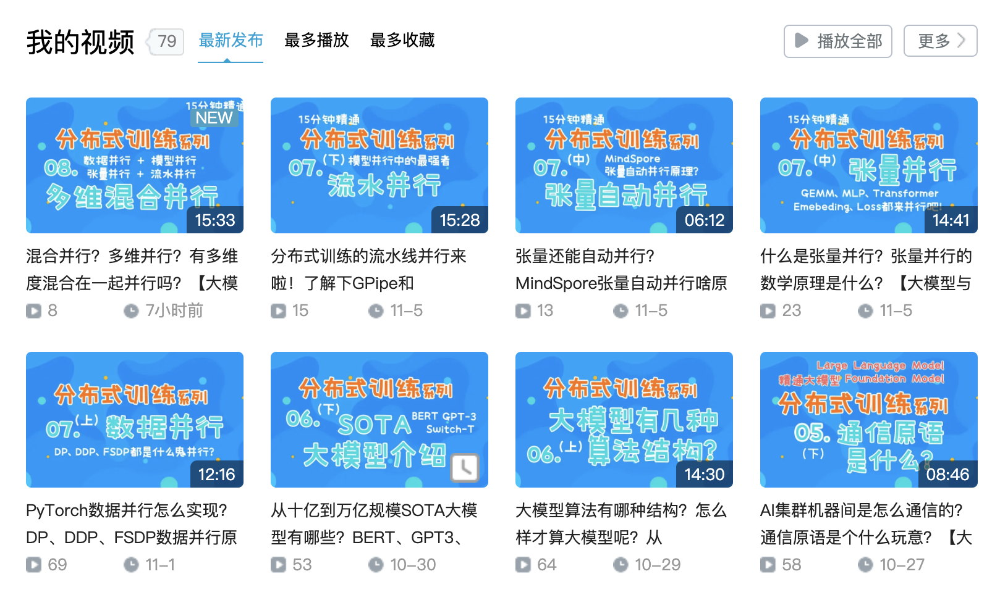 我的视频 79 最新发布 最多播放 最多收藏 播放全部 更多
15分钟精通
NEW
分布式训练系列
08. 数据并行 + 模型并行
张量并行 + 流水并行
多维混合并行
15:33
混合并行？多维并行？有多维
度混合在一起并行吗？【大模
8 7小时前
15分钟精通
分布式训练系列
07.（下）模型并行中的最强者
流水并行
15:28
分布式训练的流水线并行来
啦！了解下GPipe和
15 11-5
15分钟精通
分布式训练系列
07.（中） MindSpore
张量自动并行原理?
张量自动并行
06:12
张量还能自动并行？
MindSpore张量自动并行啥原
13 11-5
15分钟精通
分布式训练系列
07.（中） 张量并行
GEMM、MLP、Transformer
Emebeding、Loss都来并行吧!
14:41
什么是张量并行？张量并行的
数学原理是什么？【大模型与
23 11-5
分布式训练系列
07.（上）数据并行
DP、DDP、FSDP都是什么鬼并行?
12:16
PyTorch数据并行怎么实现？
DP、DDP、FSDP数据并行原
69 11-1
分布式训练系列
06.（下） SOTA BERT GPT-3
Switch-T
大模型介绍
从十亿到万亿规模SOTA大模
型有哪些？BERT、GPT3、
53 10-30
分布式训练系列
大模型有几种
06.（上）算法结构?
14:30
大模型算法有哪种结构？怎么
样才算大模型呢？从
64 10-29
Large Language Model
精通大模型 Foundation Model
分布式训练系列
05. 通信原语
（下） 是什么?
08:46
AI集群机器间是怎么通信的？
通信原语是个什么玩意？【大
58 10-27